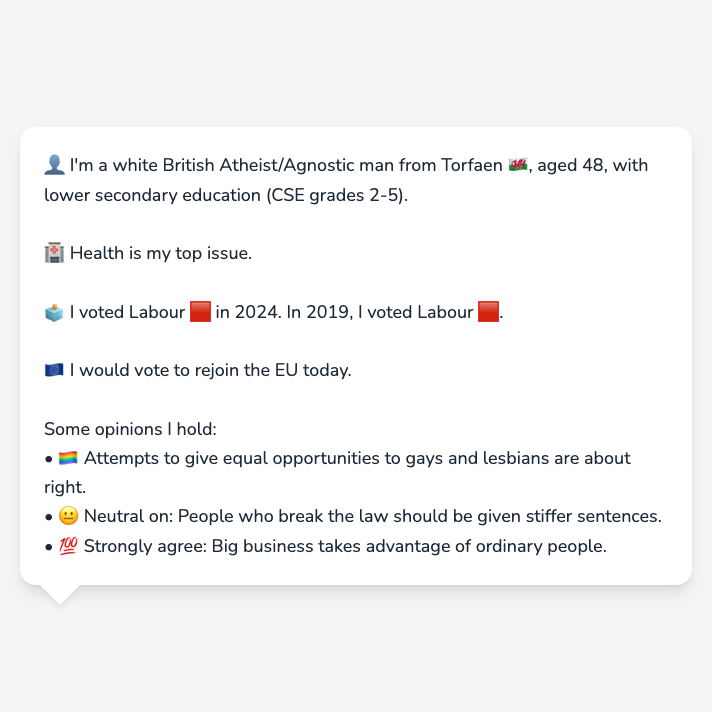 👤 I'm a white British Atheist/Agnostic man from Torfaen 🏴󠁧󠁢󠁷󠁬󠁳󠁿, aged 48, with
lower secondary education (CSE grades 2-5).
🏥 Health is my top issue.
🗳️ I voted Labour 🟥 in 2024. In 2019, I voted Labour 🟥.
🇪🇺 I would vote to rejoin the EU today.
Some opinions I hold:
• 🏳️‍🌈 Attempts to give equal opportunities to gays and lesbians are about
right.
• 😐 Neutral on: People who break the law should be given stiffer sentences.
• 💯 Strongly agree: Big business takes advantage of ordinary people.